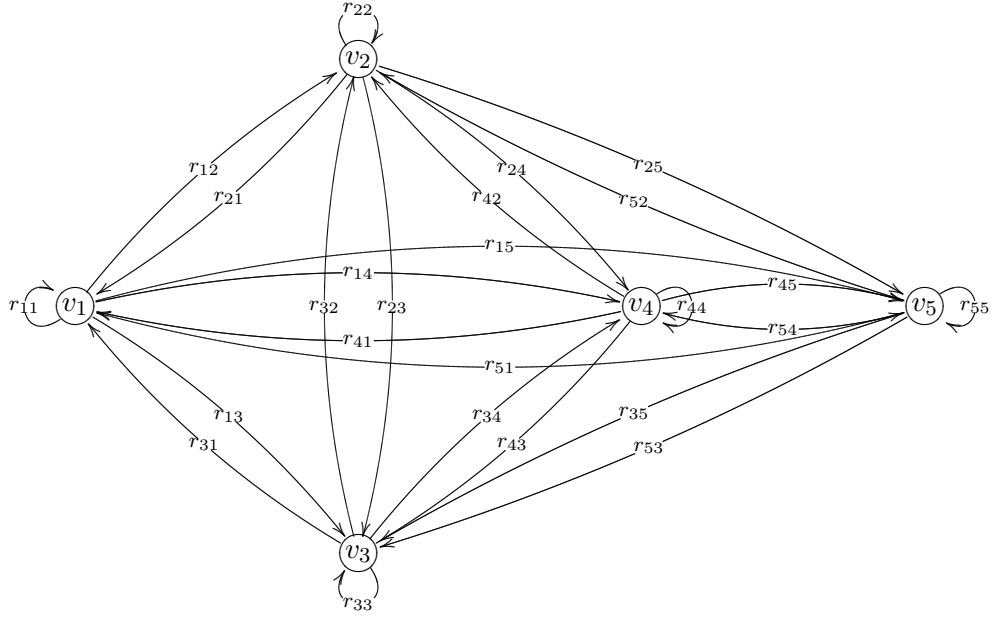 r₂₂
v₂
r₁₂
r₂₄
r₂₅
r₂₁
r₄₂
r₅₂
r₁₅
r₁₄
r₄₅
r₁₁
v₁
r₃₂
r₂₃
v₄
r₄₄
v₅
r₅₅
r₅₄
r₄₁
r₅₁
r₁₃
r₃₄
r₃₅
r₃₁
r₄₃
r₅₃
v₃
r₃₃